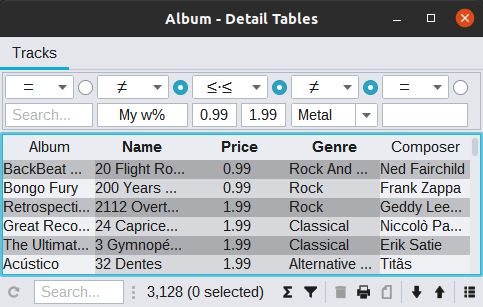 Album - Detail Tables
Tracks
= ≠ ≤·≤ ≠ =
Search... My w% 0.99 1.99 Metal
Album Name Price Genre Composer
BackBeat ... 20 Flight Ro... 0.99 Rock And ... Ned Fairchild
Bongo Fury 200 Years ... 0.99 Rock Frank Zappa
Retrospecti... 2112 Overt... 1.99 Rock Geddy Lee...
Great Reco... 24 Caprice... 1.99 Classical Niccolò Pa...
The Ultimat... 3 Gymnopé... 1.99 Classical Erik Satie
Acústico 32 Dentes 1.99 Alternative ... Titãs
Search... 3,128 (0 selected) Σ